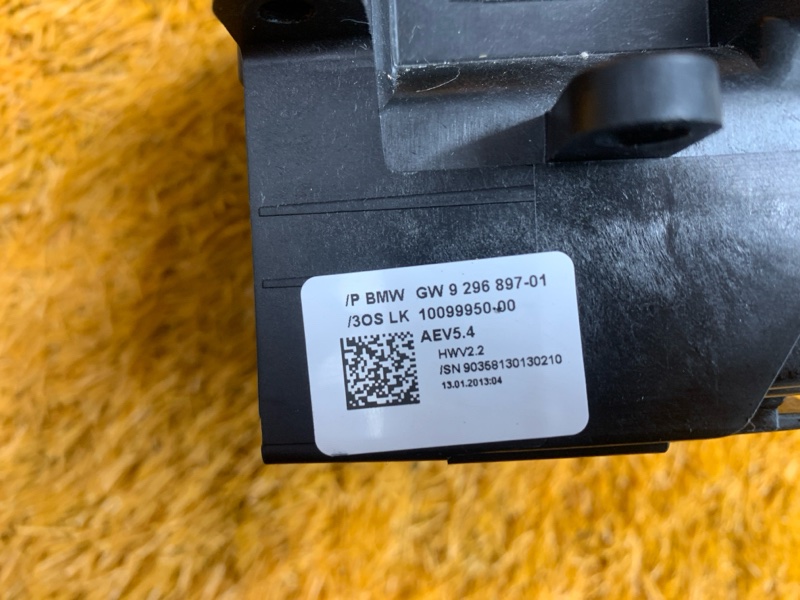 /P BMW GW 9 296 897-01
/3OS LK 10099950-00
AEV5.4
HWV2.2
/SN 90358130130210
13.01.2013:04